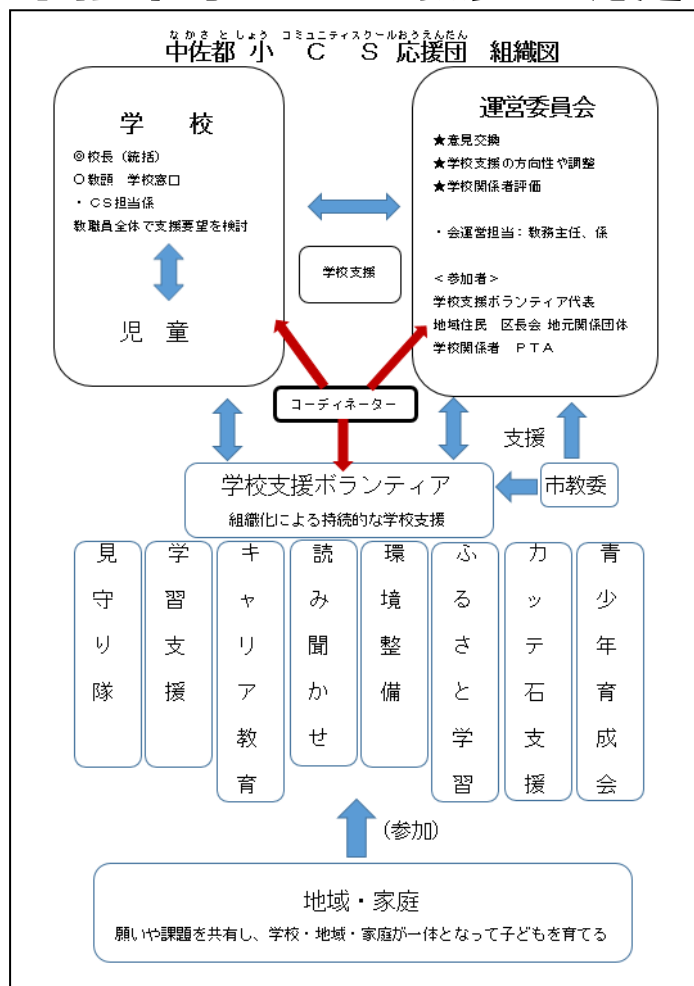 なかさとしょう コミュニティスクールおうえんだん
中佐都小 CS応援団 組織図
学 校
◎校長(統括)
○教頭 学校窓口
・CS担当係
教職員全体で支援要望を検討
児 童
運営委員会
★意見交換
★学校支援の方向性や調整
★学校関係者評価
・会運営担当:教務主任、係
<参加者>
学校支援ボランティア代表
地域住民 区長会 地元関係団体
学校関係者 PTA
学校支援
コーディネーター
支援
市教委
学校支援ボランティア
組織化による持続的な学校支援
見守り隊
学習支援
キャリア教育
読み聞かせ
環境整備
ふるさと学習
カッテ石支援
青少年育成会
(参加)
地域・家庭
願いや課題を共有し、学校・地域・家庭が一体となって子どもを育てる